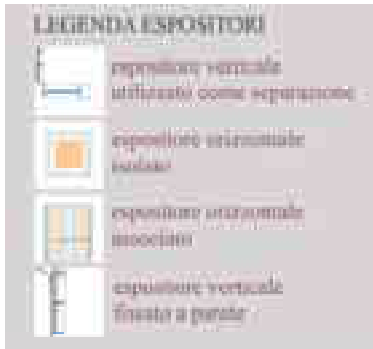 LEGENDA ESPOSITORI
espositore verticale
utilizzato come separazione
espositore orizzontale
isolato
espositore orizzontale
associato
espositore verticale
fissato a parete